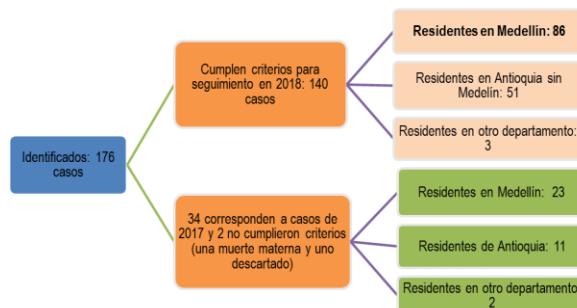 Identificados: 176
casos
Cumplen criterios para
seguimiento en 2018: 140
casos
Residentes en Medellín: 86
Residentes en Antioquia sin
Medelín: 51
Residentes en otro departamento:
3
34 corresponden a casos de
2017 y 2 no cumplieron criterios
(una muerte materna y uno
descartado)
Residentes en Medellín: 23
Residentes de Antioquia: 11
Residentes en otro departamento:
2